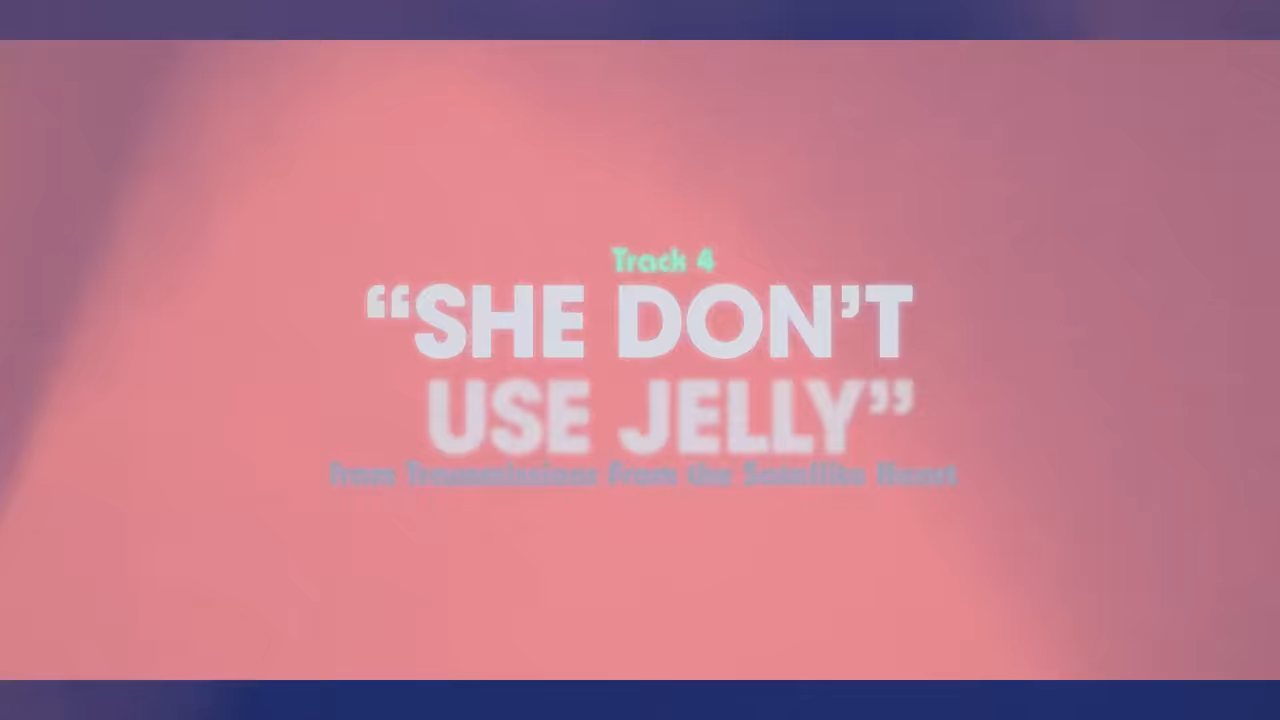 Track 4
“SHE DON’T
USE JELLY”
from Transmissions From the Satellite Heart